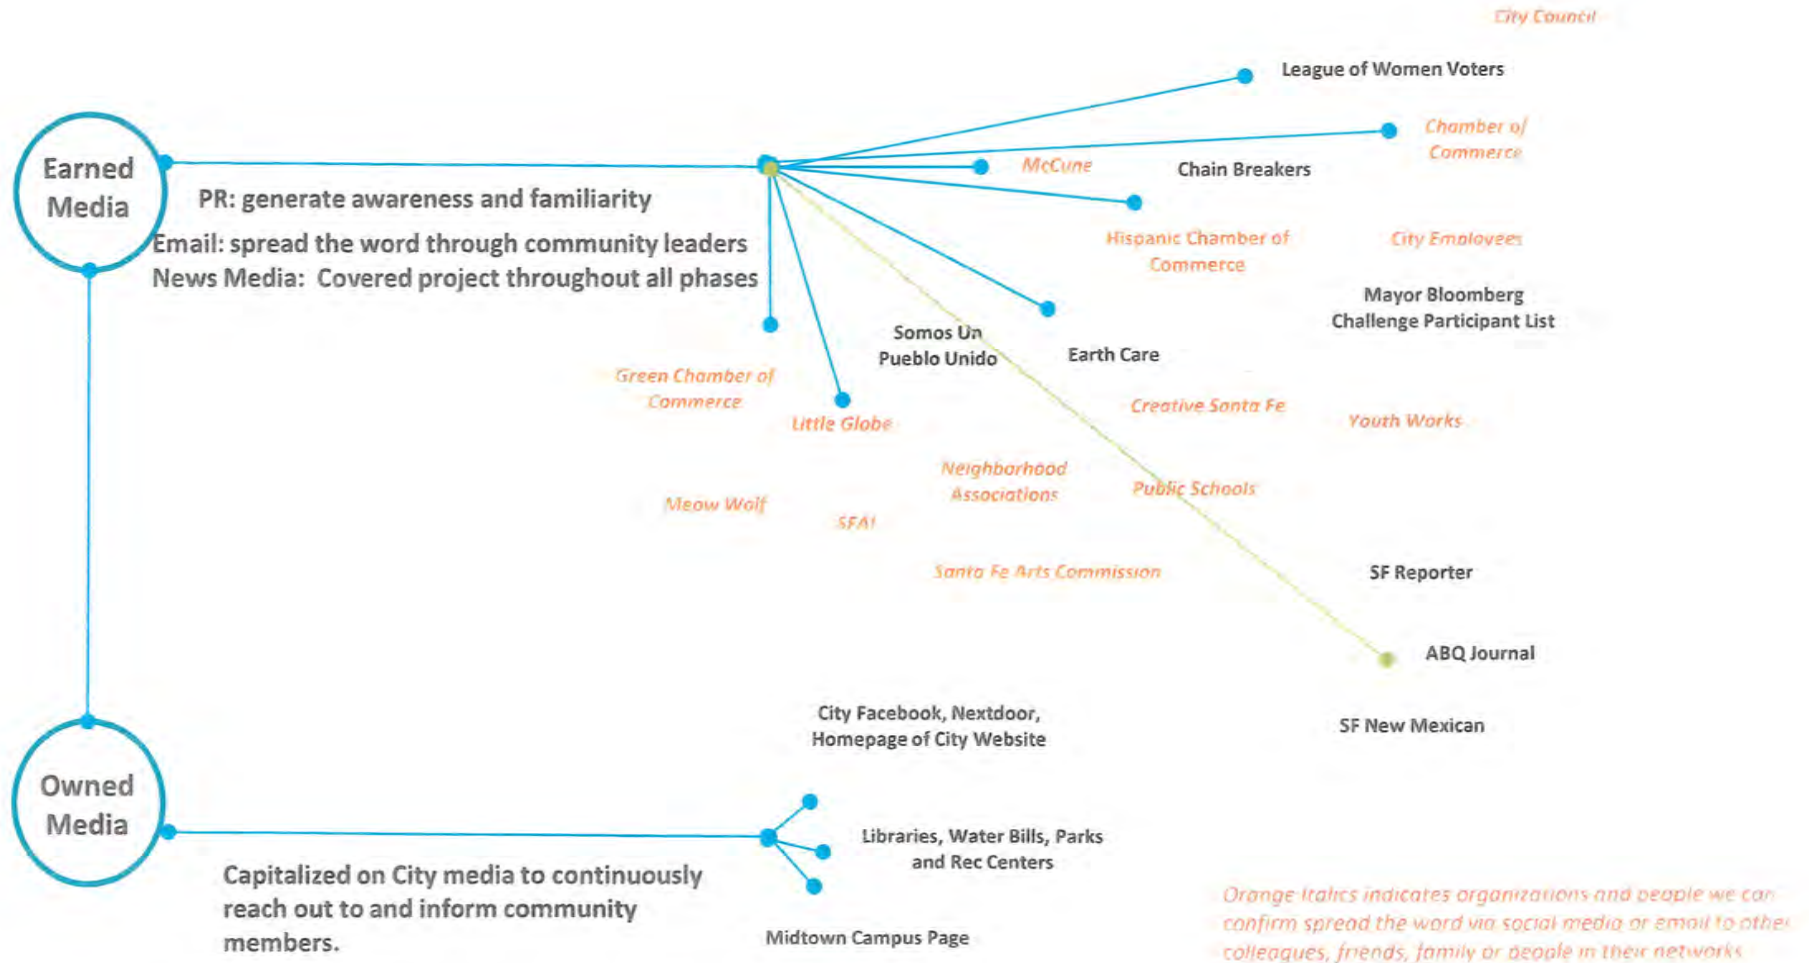 City Council
League of Women Voters
Chamber of
Commerce
McCune
Chain Breakers
Earned
Media
PR: generate awareness and familiarity
Email: spread the word through community leaders
News Media: Covered project throughout all phases
Hispanic Chamber of
Commerce
City Employees
Mayor Bloomberg
Challenge Participant List
Somos Un
Pueblo Unido
Earth Care
Green Chamber of
Commerce
Little Globe
Creative Santa Fe
Youth Works
Neighborhood
Associations
Public Schools
Meow Wolf
SFAI
Santa Fe Arts Commission
SF Reporter
ABQ Journal
SF New Mexican
City Facebook, Nextdoor,
Homepage of City Website
Owned
Media
Libraries, Water Bills, Parks
and Rec Centers
Capitalized on City media to continuously
reach out to and inform community
members.
Midtown Campus Page
Orange Italics indicates organizations and people we can
confirm spread the word via social media or email to other
colleagues, friends, family or people in their networks